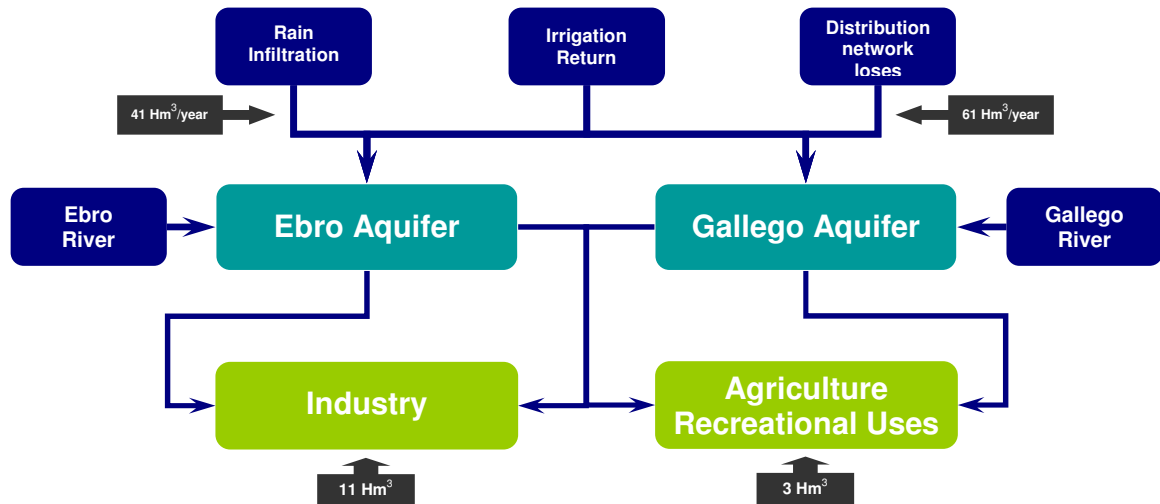 Rain
Infiltration
Irrigation
Return
Distribution
network
loses
41 Hm³/year
61 Hm³/year
Ebro
River
Ebro Aquifer
Gallego Aquifer
Gallego
River
Industry
Agriculture
Recreational Uses
11 Hm³
3 Hm³